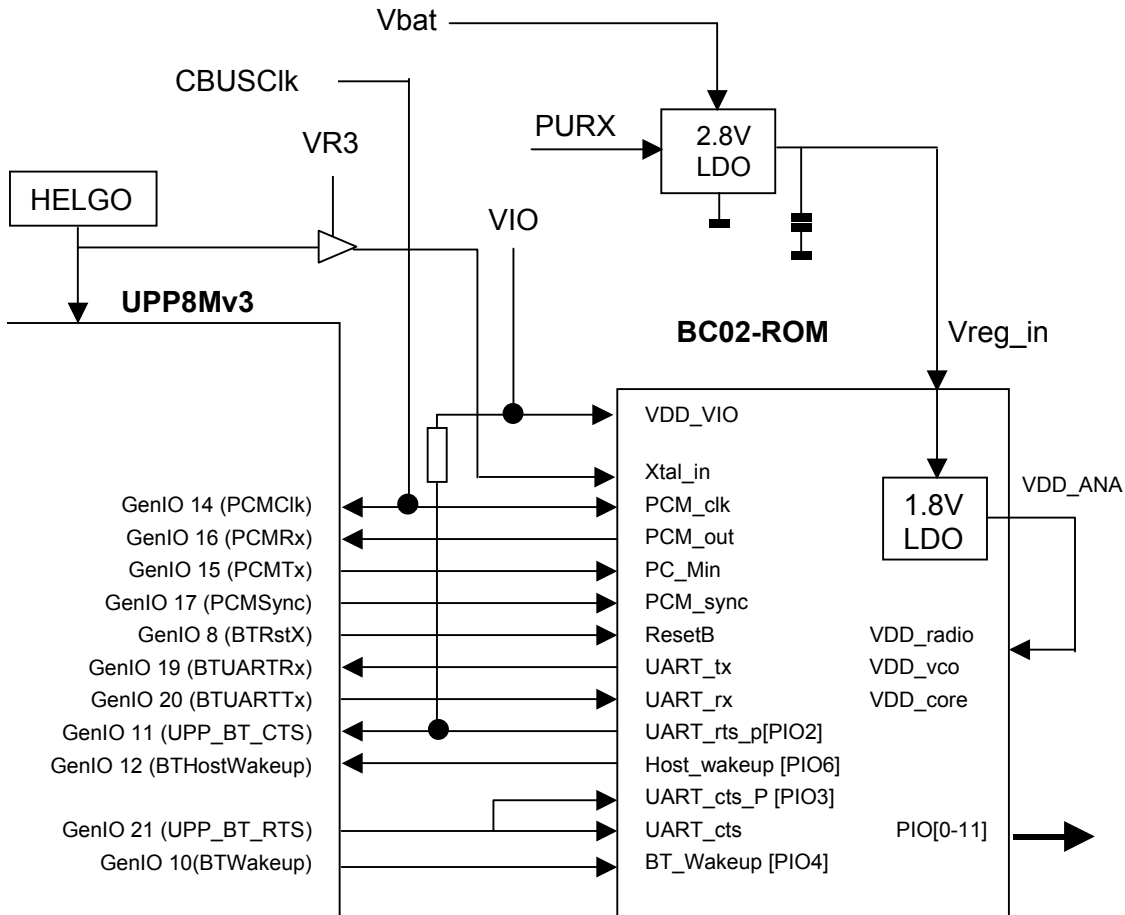 Vbat
CBUSClk
PURX
2.8V
LDO
VR3
HELGO
VIO
UPP8Mv3
BC02-ROM
Vreg_in
VDD_VIO
Xtal_in
1.8V
LDO
VDD_ANA
GenIO 14 (PCMClk)
PCM_clk
GenIO 16 (PCMRx)
PCM_out
GenIO 15 (PCMTx)
PC_Min
GenIO 17 (PCMSync)
PCM_sync
GenIO 8 (BTRstX)
ResetB
VDD_radio
GenIO 19 (BTUARTRx)
UART_tx
VDD_vco
GenIO 20 (BTUARTTx)
UART_rx
VDD_core
GenIO 11 (UPP_BT_CTS)
UART_rts_p[PIO2]
GenIO 12 (BTHostWakeup)
Host_wakeup [PIO6]
UART_cts_P [PIO3]
GenIO 21 (UPP_BT_RTS)
UART_cts
PIO[0-11]
GenIO 10(BTWakeup)
BT_Wakeup [PIO4]